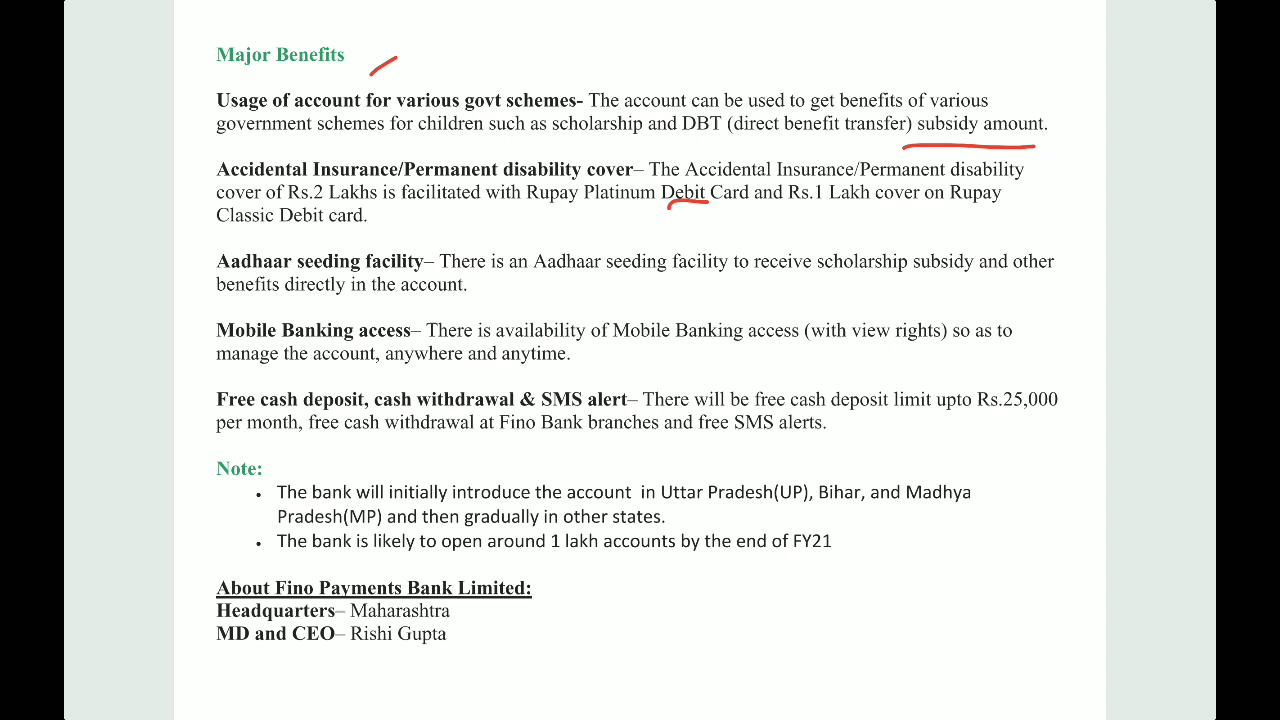 Major Benefits
Usage of account for various govt schemes- The account can be used to get benefits of various
government schemes for children such as scholarship and DBT (direct benefit transfer) subsidy amount.
Accidental Insurance/Permanent disability cover– The Accidental Insurance/Permanent disability
cover of Rs.2 Lakhs is facilitated with Rupay Platinum Debit Card and Rs.1 Lakh cover on Rupay
Classic Debit card.
Aadhaar seeding facility– There is an Aadhaar seeding facility to receive scholarship subsidy and other
benefits directly in the account.
Mobile Banking access– There is availability of Mobile Banking access (with view rights) so as to
manage the account, anywhere and anytime.
Free cash deposit, cash withdrawal & SMS alert– There will be free cash deposit limit upto Rs.25,000
per month, free cash withdrawal at Fino Bank branches and free SMS alerts.
Note:
• The bank will initially introduce the account in Uttar Pradesh(UP), Bihar, and Madhya
Pradesh(MP) and then gradually in other states.
• The bank is likely to open around 1 lakh accounts by the end of FY21
About Fino Payments Bank Limited:
Headquarters– Maharashtra
MD and CEO– Rishi Gupta